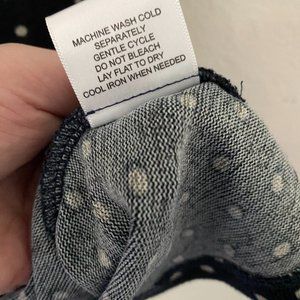 MACHINE WASH COLD
SEPARATELY
GENTLE CYCLE
DO NOT BLEACH
LAY FLAT TO DRY
COOL IRON WHEN NEEDED